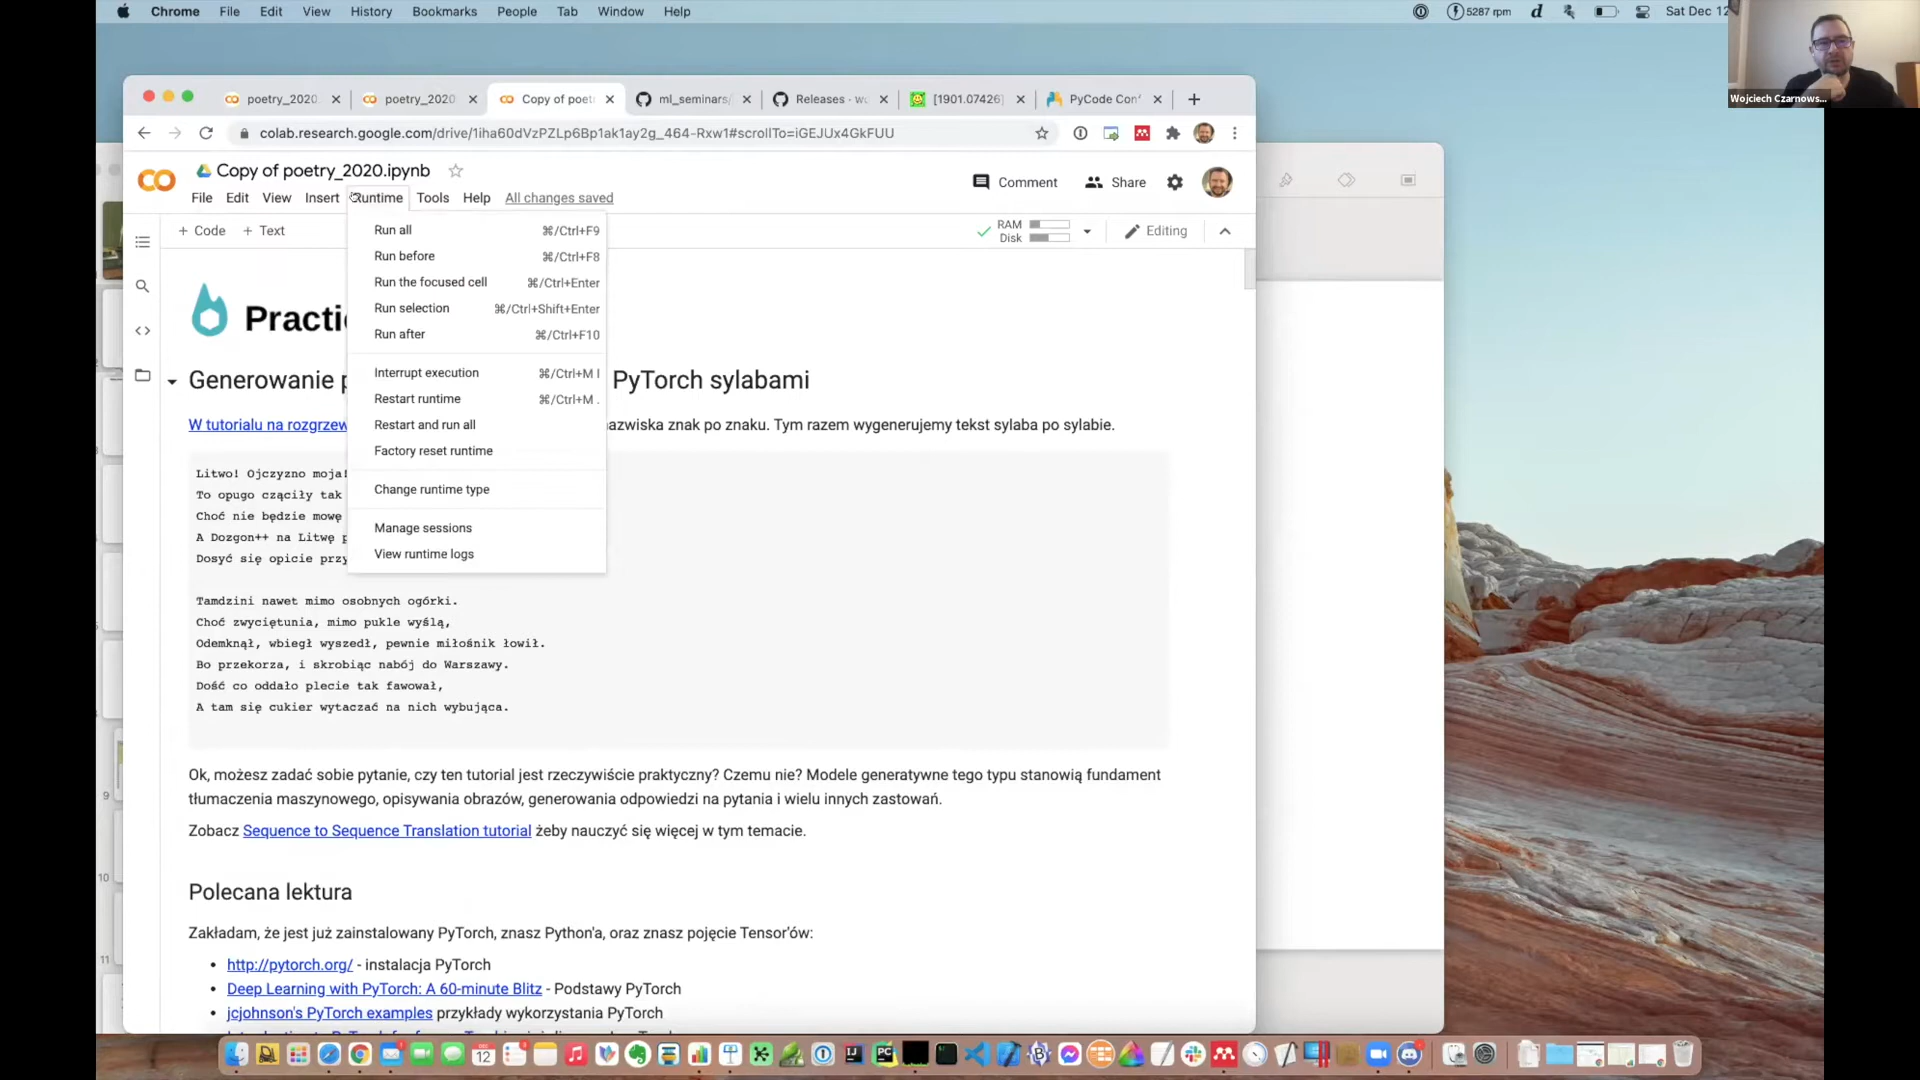 Chrome File Edit View History Bookmarks People Tab Window Help
5287 rpm
Sat Dec 12
Wojciech Czarnows...
poetry_2020
poetry_2020
Copy of poet
ml_seminars/
Releases · wo
[1901.07426]
PyCode Conf
colab.research.google.com/drive/1iha60dVzPZLp6Bp1ak1ay2g_464-Rxw1#scrollTo=iGEJUx4GkFUU
Copy of poetry_2020.ipynb
Comment
Share
File Edit View Insert Runtime Tools Help All changes saved
+ Code + Text
RAM
Disk
Editing
Run all ⌘/Ctrl+F9
Run before ⌘/Ctrl+F8
Run the focused cell ⌘/Ctrl+Enter
Run selection ⌘/Ctrl+Shift+Enter
Run after ⌘/Ctrl+F10
Interrupt execution ⌘/Ctrl+M I
Restart runtime ⌘/Ctrl+M .
Restart and run all
Factory reset runtime
Change runtime type
Manage sessions
View runtime logs
Practic
Generowanie p
PyTorch sylabami
W tutorialu na rozgrzew
azwiska znak po znaku. Tym razem wygenerujemy tekst sylaba po sylabie.
Litwo! Ojczyzno moja!
To opugo cząciły tak
Choć nie będzie mowę
A Dozgon++ na Litwę p
Dosyć się opicie przy
Tamdzini nawet mimo osobnych ogórki.
Choć zwyciętunia, mimo pukle wyślą,
Odemknął, wbiegł wyszedł, pewnie miłośnik łowił.
Bo przekorza, i skrobiąc nabój do Warszawy.
Dość co oddało plecie tak fawował,
A tam się cukier wytaczać na nich wybująca.
Ok, możesz zadać sobie pytanie, czy ten tutorial jest rzeczywiście praktyczny? Czemu nie? Modele generatywne tego typu stanowią fundament
tłumaczenia maszynowego, opisywania obrazów, generowania odpowiedzi na pytania i wielu innych zastowań.
Zobacz Sequence to Sequence Translation tutorial żeby nauczyć się więcej w tym temacie.
Polecana lektura
Zakładam, że jest już zainstalowany PyTorch, znasz Python'a, oraz znasz pojęcie Tensor'ów:
• http://pytorch.org/ - instalacja PyTorch
• Deep Learning with PyTorch: A 60-minute Blitz - Podstawy PyTorch
• jcjohnson's PyTorch examples przykłady wykorzystania PyTorch
9
10
11